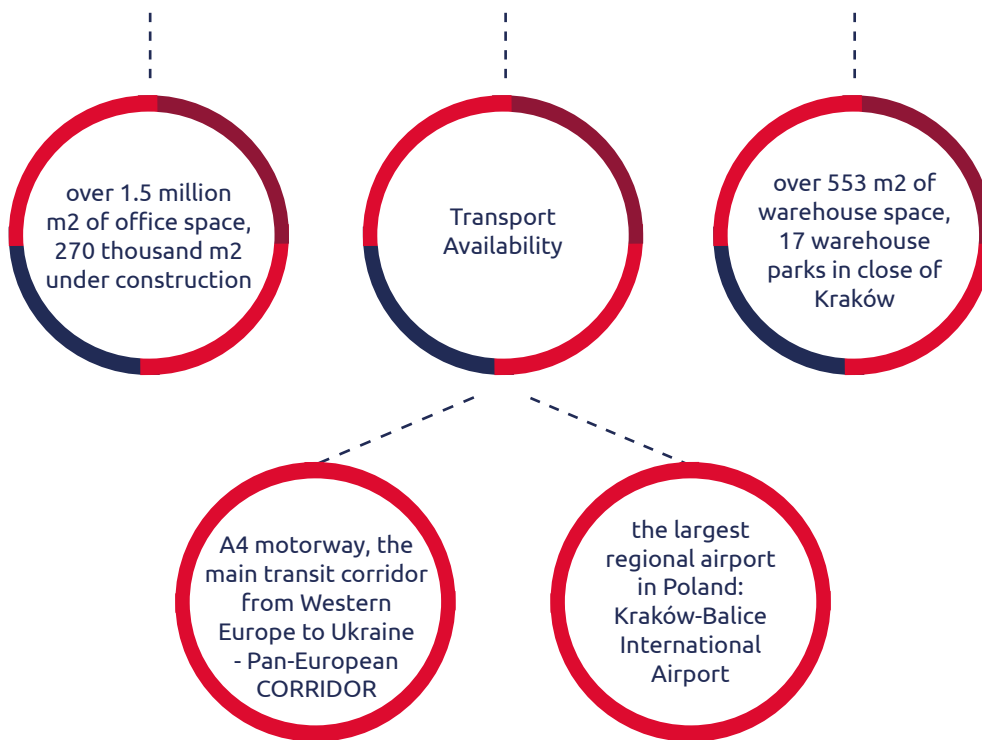 over 1.5 million
m2 of office space,
270 thousand m2
under construction
Transport
Availability
over 553 m2 of
warehouse space,
17 warehouse
parks in close of
Kraków
A4 motorway, the
main transit corridor
from Western
Europe to Ukraine
- Pan-European
CORRIDOR
the largest
regional airport
in Poland:
Kraków-Balice
International
Airport